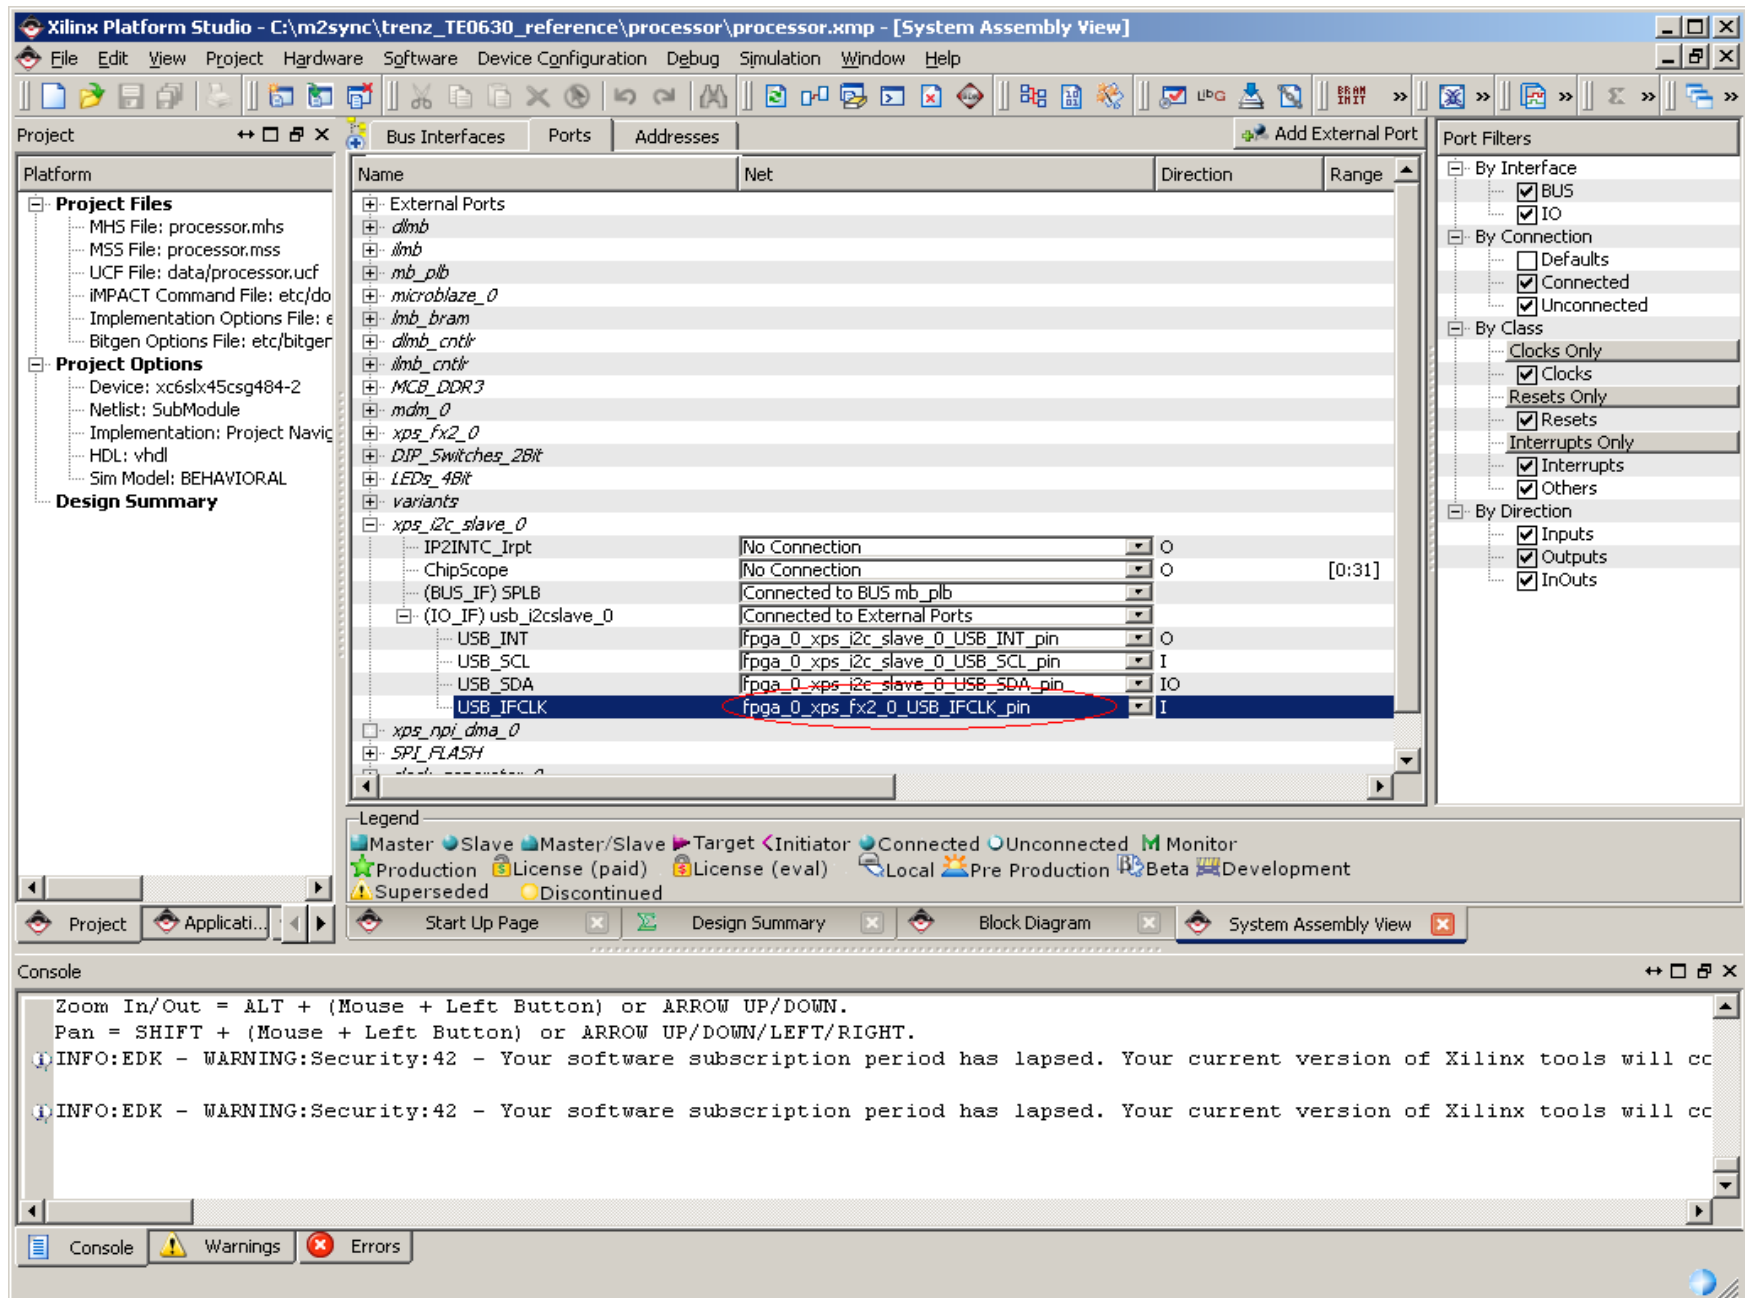 Xilinx Platform Studio - C:\m2sync\trenz_TE0630_reference\processor\processor.xmp - [System Assembly View]
File Edit View Project Hardware Software Device Configuration Debug Simulation Window Help
Project
Platform
Project Files
MHS File: processor.mhs
MSS File: processor.mss
UCF File: data/processor.ucf
iMPACT Command File: etc/do
Implementation Options File: e
Bitgen Options File: etc/bitgen
Project Options
Device: xc6slx45csg484-2
Netlist: SubModule
Implementation: Project Navig
HDL: vhdl
Sim Model: BEHAVIORAL
Design Summary
Project Applicati...
Bus Interfaces Ports Addresses Add External Port
Name Net Direction Range
External Ports
dlmb
ilmb
mb_plb
microblaze_0
lmb_bram
dlmb_cntlr
ilmb_cntlr
MCB_DDR3
mdm_0
xps_fx2_0
DIP_Switches_2Bit
LEDs_4Bit
variants
xps_i2c_slave_0
IP2INTC_Irpt No Connection O
ChipScope No Connection O [0:31]
(BUS_IF) SPLB Connected to BUS mb_plb
(IO_IF) usb_i2cslave_0 Connected to External Ports
USB_INT fpga_0_xps_i2c_slave_0_USB_INT_pin O
USB_SCL fpga_0_xps_i2c_slave_0_USB_SCL_pin I
USB_SDA fpga_0_xps_i2c_slave_0_USB_SDA_pin IO
USB_IFCLK fpga_0_xps_fx2_0_USB_IFCLK_pin I
xps_npi_dma_0
SPI_FLASH
Legend
Master Slave Master/Slave Target Initiator Connected Unconnected M Monitor
Production License (paid) License (eval) Local Pre Production Beta Development
Superseded Discontinued
Start Up Page Design Summary Block Diagram System Assembly View
Port Filters
By Interface
BUS
IO
By Connection
Defaults
Connected
Unconnected
By Class
Clocks Only
Clocks
Resets Only
Resets
Interrupts Only
Interrupts
Others
By Direction
Inputs
Outputs
InOuts
Console
Zoom In/Out = ALT + (Mouse + Left Button) or ARROW UP/DOWN.
Pan = SHIFT + (Mouse + Left Button) or ARROW UP/DOWN/LEFT/RIGHT.
INFO:EDK - WARNING:Security:42 - Your software subscription period has lapsed. Your current version of Xilinx tools will co
INFO:EDK - WARNING:Security:42 - Your software subscription period has lapsed. Your current version of Xilinx tools will co
Console Warnings Errors